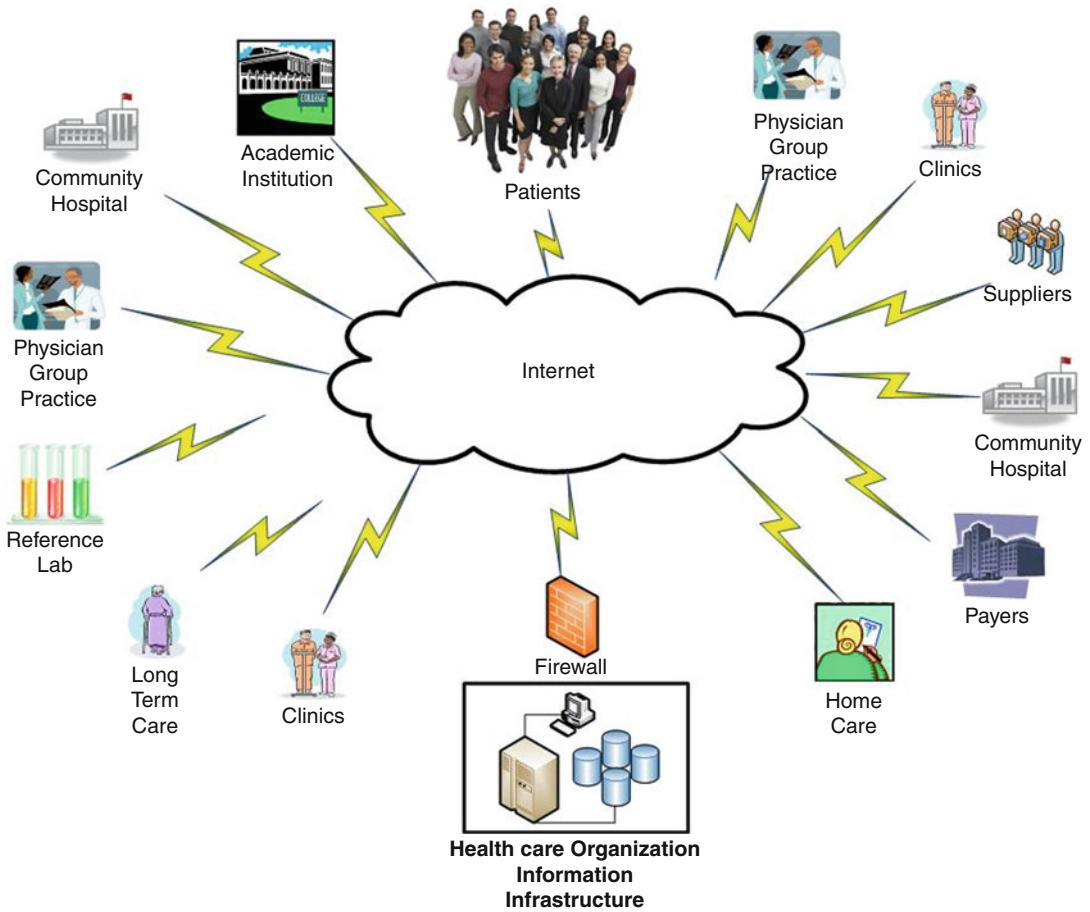 COLLEGE
Academic
Institution
Patients
Physician
Group
Practice
Clinics
Community
Hospital
Suppliers
Physician
Group
Practice
Internet
Community
Hospital
Reference
Lab
Payers
Long
Term
Care
Clinics
Firewall
Home
Care
Health care Organization
Information
Infrastructure